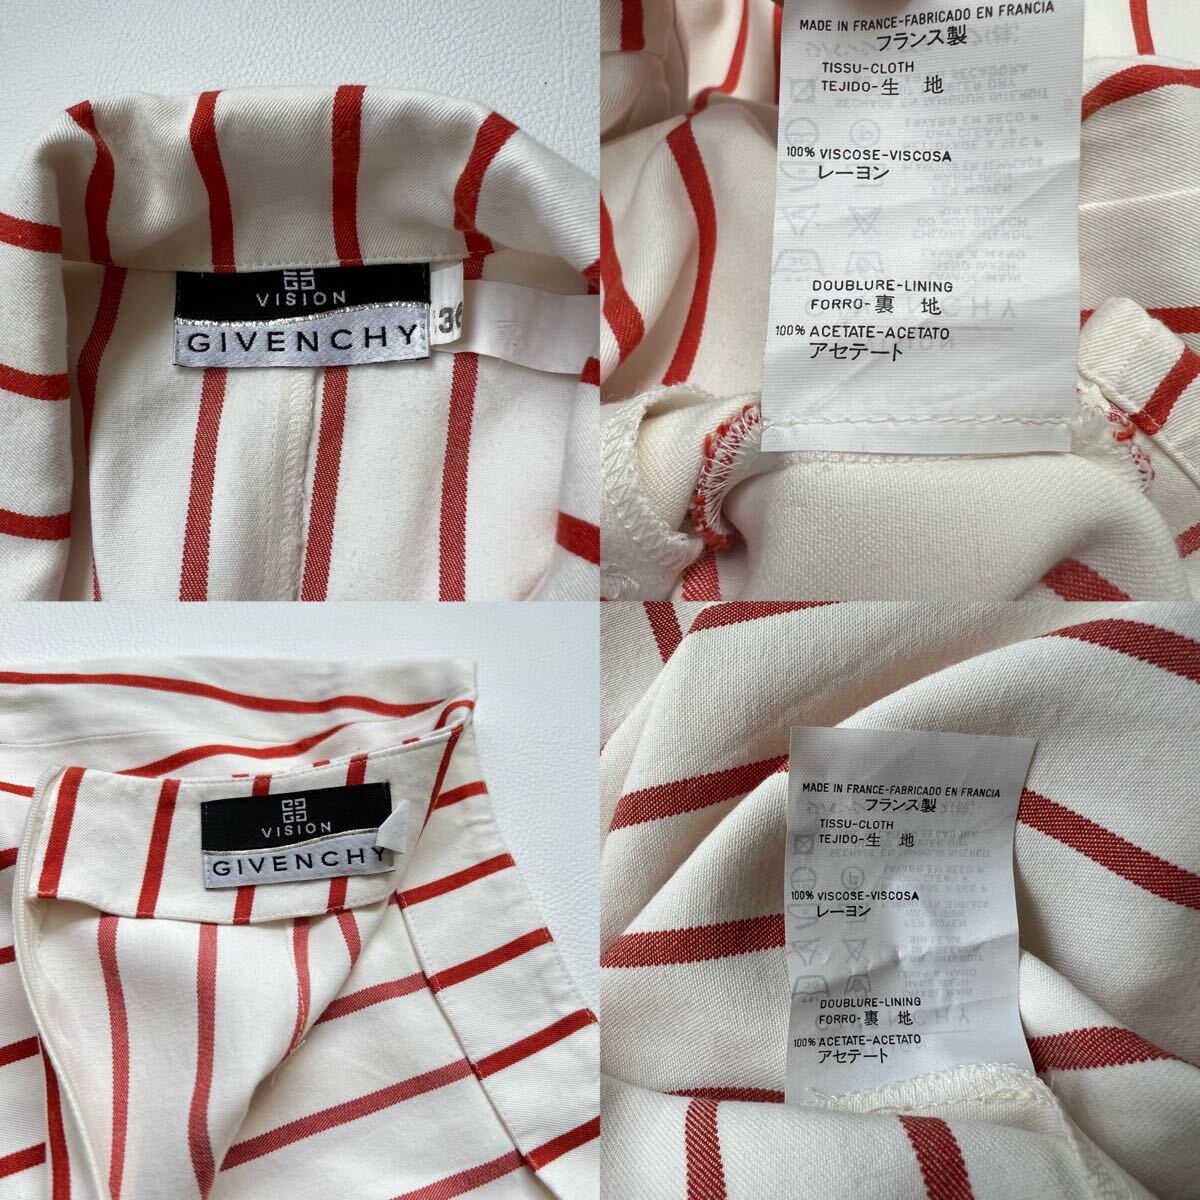 VISION
GIVENCHY
36
MADE IN FRANCE-FABRICADO EN FRANCIA
フランス製
TISSU-CLOTH
TEJIDO-生 地
100% VISCOSE-VISCOSA
レーヨン
DOUBLURE-LINING
FORRO-裏 地
100% ACETATE-ACETATO
アセテート
VISION
GIVENCHY
MADE IN FRANCE-FABRICADO EN FRANCIA
フランス製
TISSU-CLOTH
TEJIDO-生 地
100% VISCOSE-VISCOSA
レーヨン
DOUBLURE-LINING
FORRO-裏 地
100% ACETATE-ACETATO
アセテート